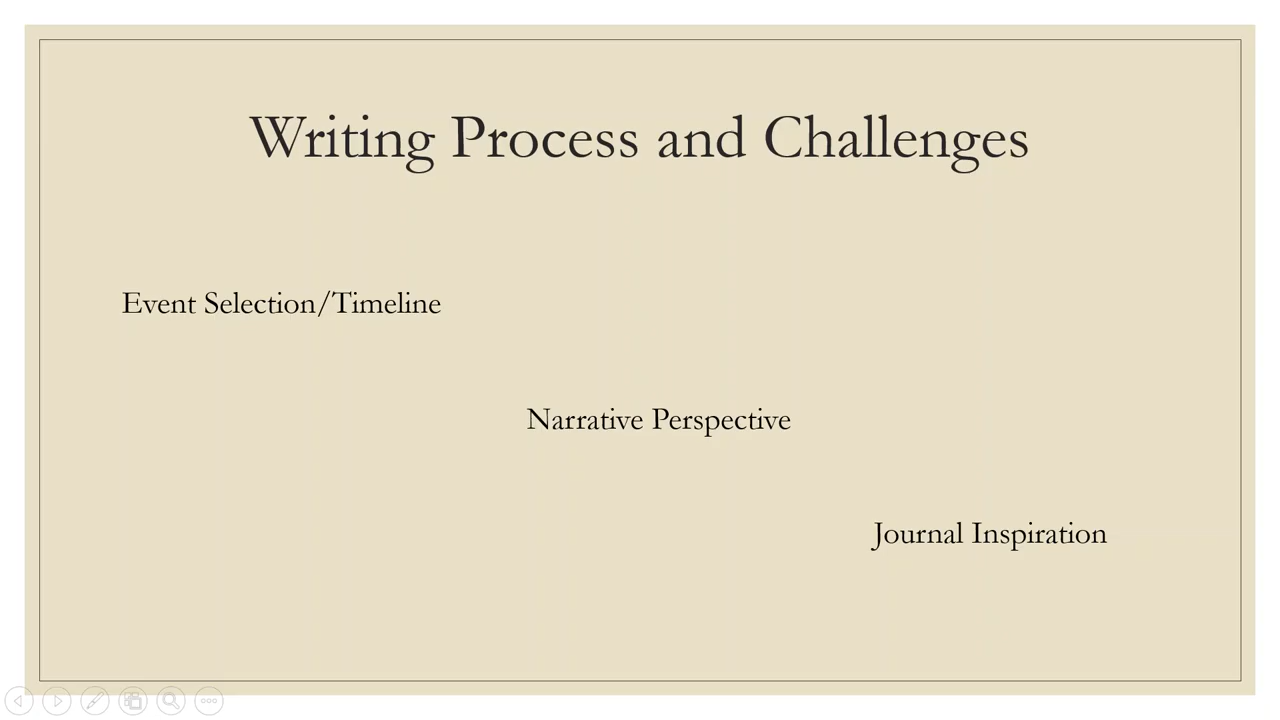 Writing Process and Challenges
Event Selection/Timeline
Narrative Perspective
Journal Inspiration